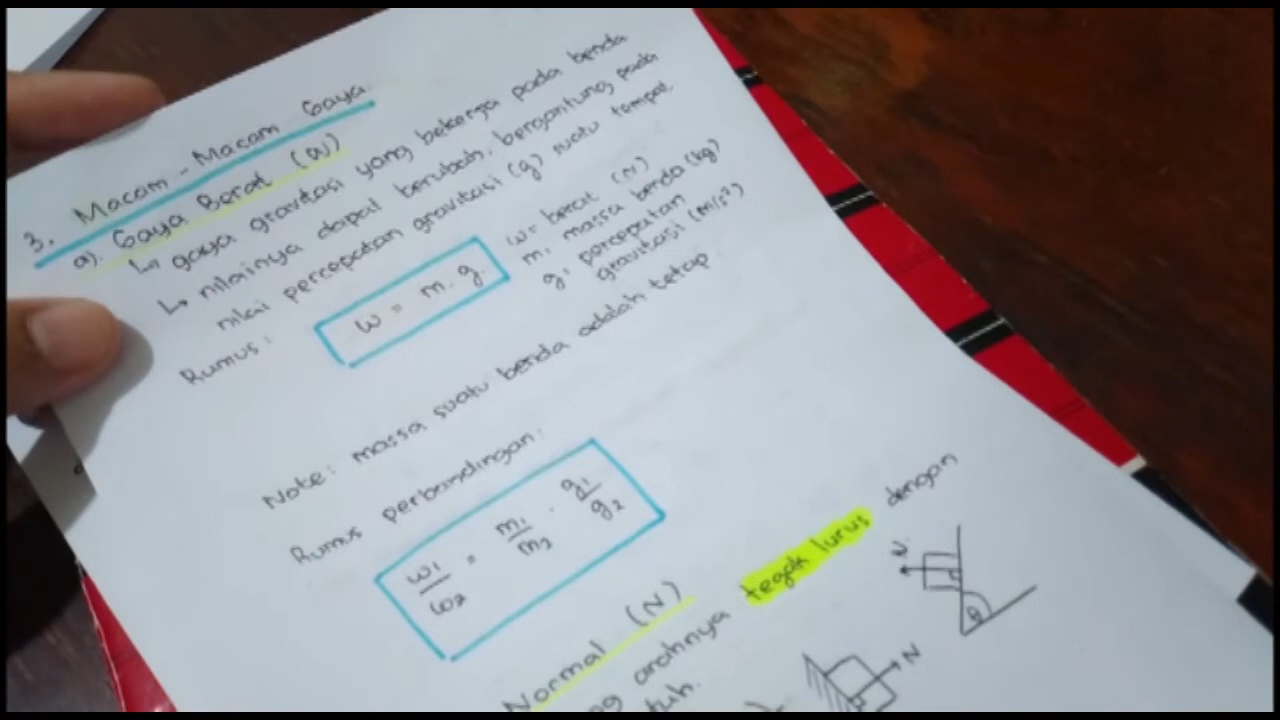 3. Macam - Macam Gaya.
a). Gaya Berat (w)
↳ gaya gravitasi yang bekerja pada benda
↳ nilainya dapat berubah, bergantung pada
nilai percepatan gravitasi (g) suatu tempat.
Rumus :
w = m . g.
w = berat (N)
m : massa benda (kg)
g : percepatan
gravitasi (m/s²)
Note : massa suatu benda adalah tetap.
Rumus perbandingan :
w1/w2 = m1/m2 . g1/g2
Normal (N)
arahnya tegak lurus dengan
N
θ
N